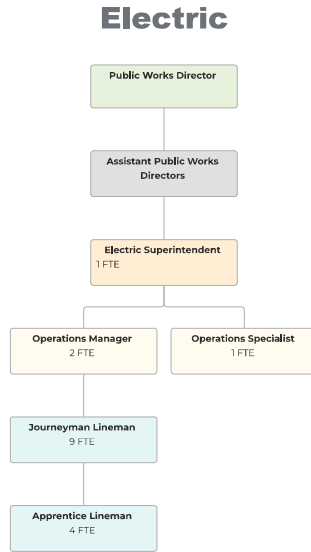 Electric
Public Works Director
Assistant Public Works
Directors
Electric Superintendent
1 FTE
Operations Manager
2 FTE
Operations Specialist
1 FTE
Journeyman Lineman
9 FTE
Apprentice Lineman
4 FTE